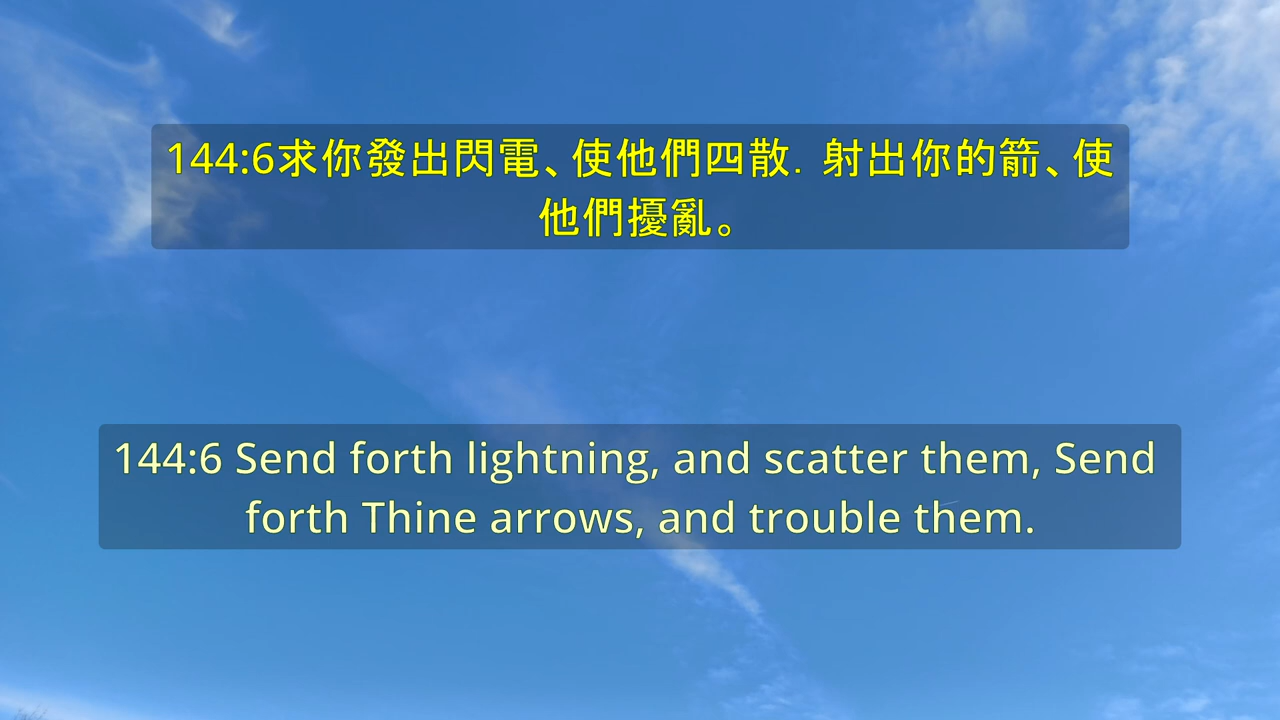 144:6求你發出閃電、使他們四散．射出你的箭、使
他們擾亂。
144:6 Send forth lightning, and scatter them, Send
forth Thine arrows, and trouble them.